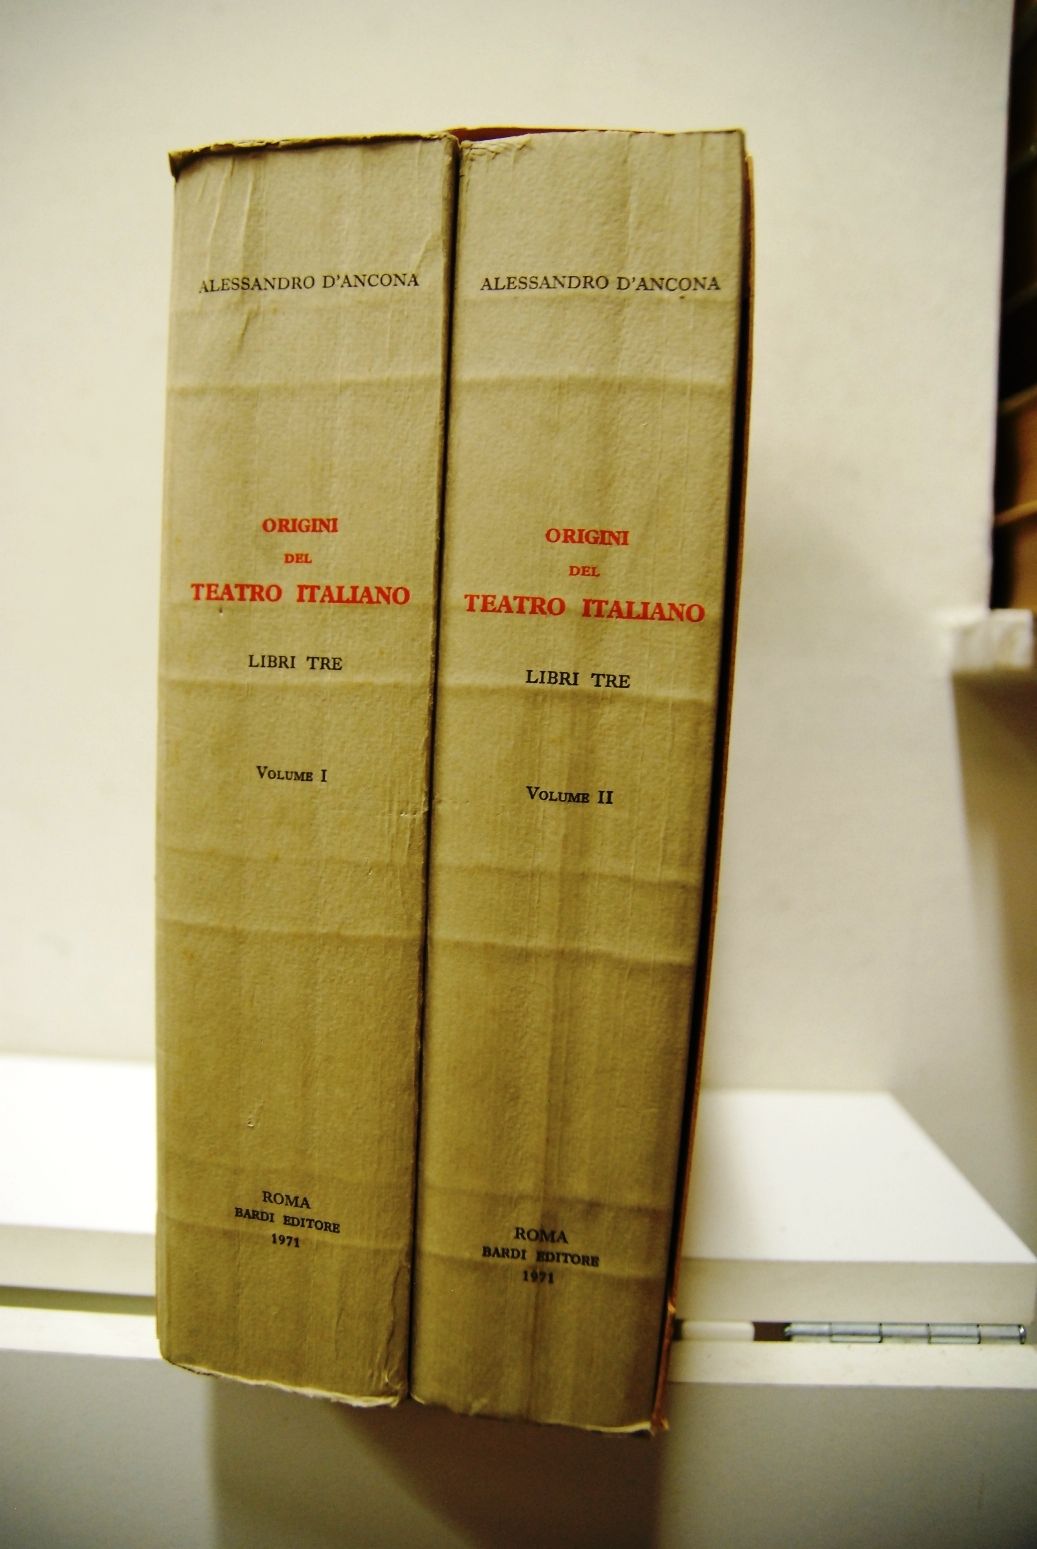 ALESSANDRO D'ANCONA
ORIGINI
DEL
TEATRO ITALIANO
LIBRI TRE
VOLUME I
ROMA
BARDI EDITORE
1971
ALESSANDRO D'ANCONA
ORIGINI
DEL
TEATRO ITALIANO
LIBRI TRE
VOLUME II
ROMA
BARDI EDITORE
1971